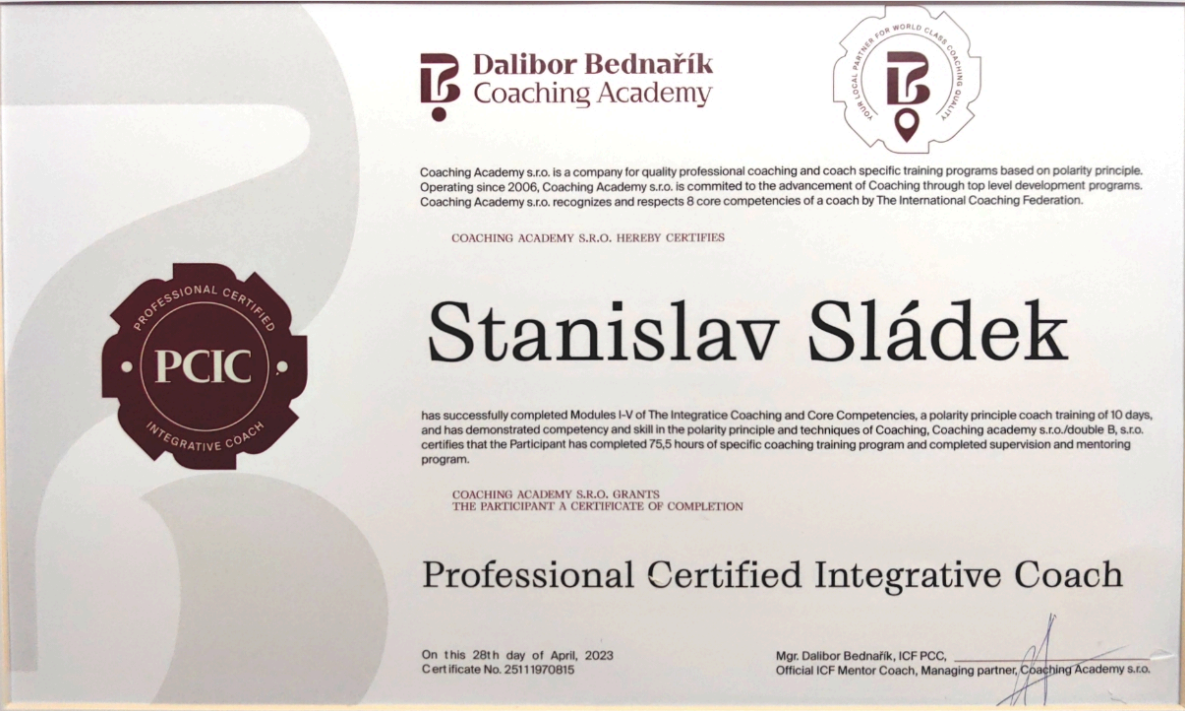 Dalibor Bednařík
Coaching Academy
YOUR LOCAL PARTNER FOR WORLD CLASS COACHING QUALITY
Coaching Academy s.r.o. is a company for quality professional coaching and coach specific training programs based on polarity principle.
Operating since 2006, Coaching Academy s.r.o. is commited to the advancement of Coaching through top level development programs.
Coaching Academy s.r.o. recognizes and respects 8 core competencies of a coach by The International Coaching Federation.
COACHING ACADEMY S.R.O. HEREBY CERTIFIES
Stanislav Sládek
PROFESSIONAL CERTIFIED
PCIC
INTEGRATIVE COACH
has successfully completed Modules I-V of The Integratice Coaching and Core Competencies, a polarity principle coach training of 10 days,
and has demonstrated competency and skill in the polarity principle and techniques of Coaching, Coaching academy s.r.o./double B, s.r.o.
certifies that the Participant has completed 75,5 hours of specific coaching training program and completed supervision and mentoring
program.
COACHING ACADEMY S.R.O. GRANTS
THE PARTICIPANT A CERTIFICATE OF COMPLETION
Professional Certified Integrative Coach
On this 28th day of April, 2023
Certificate No. 25111970815
Mgr. Dalibor Bednařík, ICF PCC,
Official ICF Mentor Coach, Managing partner, Coaching Academy s.r.o.